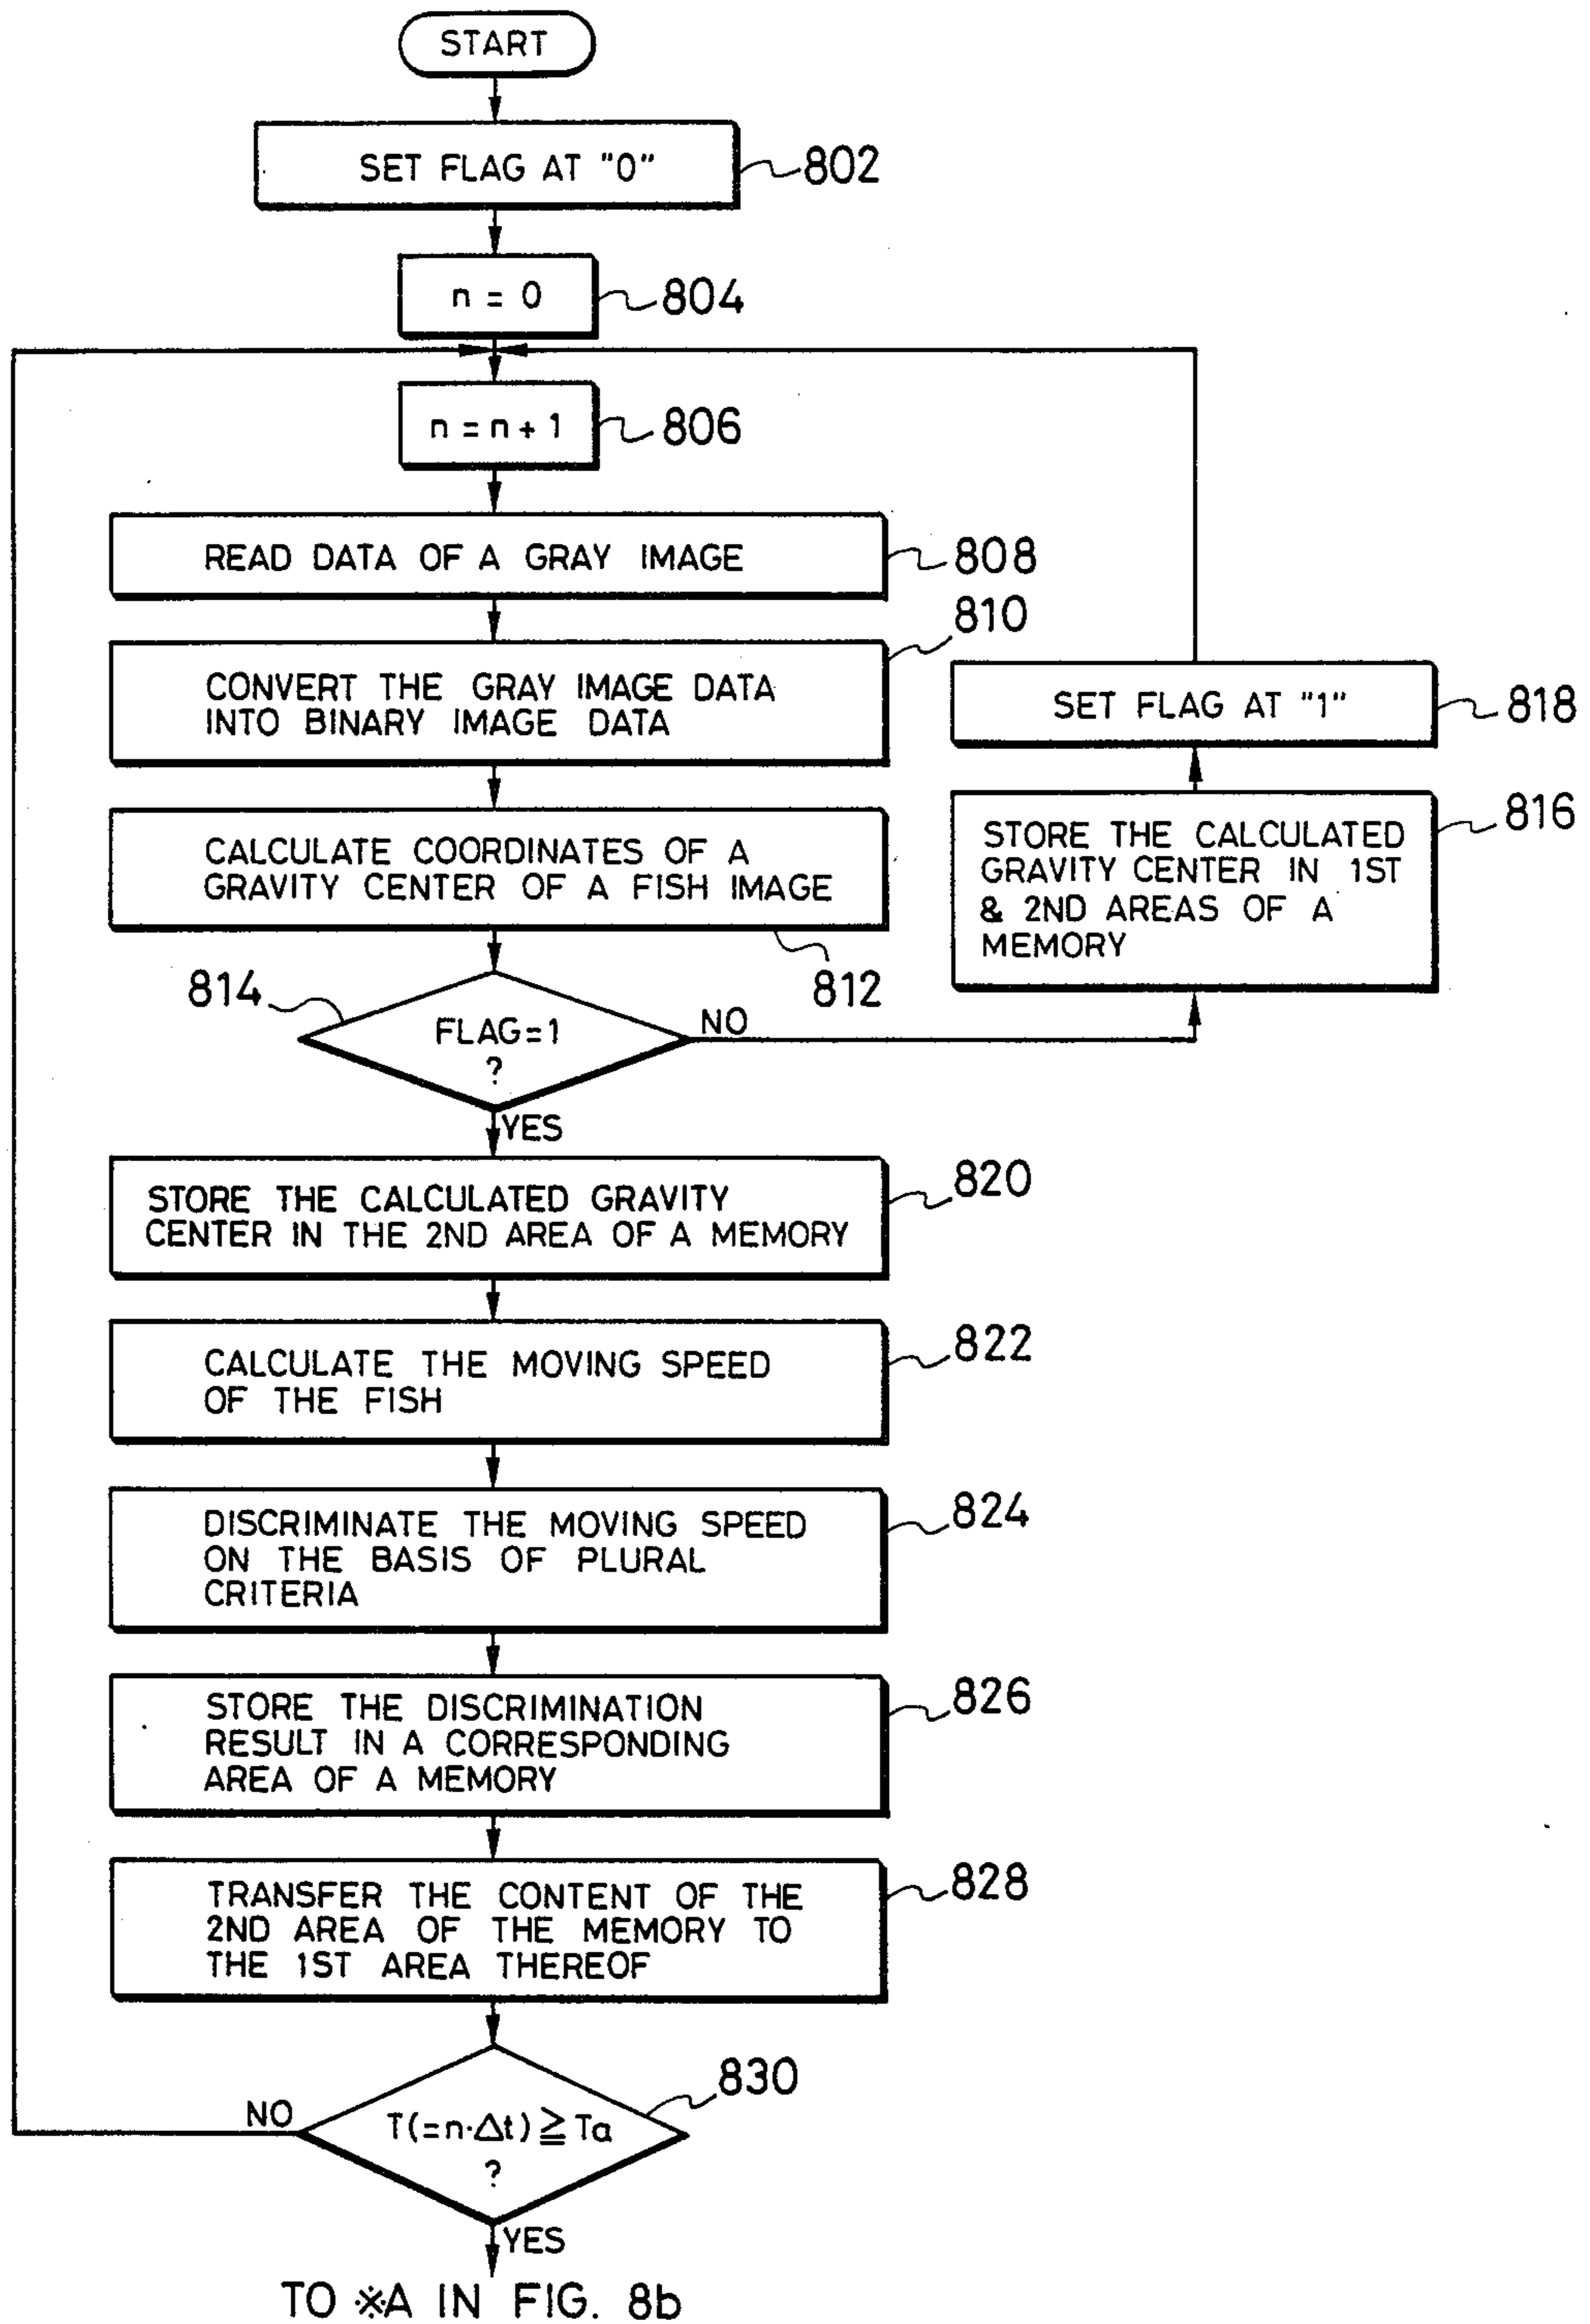 START
SET FLAG AT "0"
802
n = 0
804
n = n + 1
806
READ DATA OF A GRAY IMAGE
808
810
CONVERT THE GRAY IMAGE DATA
INTO BINARY IMAGE DATA
SET FLAG AT "1"
818
CALCULATE COORDINATES OF A
GRAVITY CENTER OF A FISH IMAGE
812
STORE THE CALCULATED
GRAVITY CENTER IN 1ST
& 2ND AREAS OF A
MEMORY
816
814
FLAG=1
?
NO
YES
STORE THE CALCULATED GRAVITY
CENTER IN THE 2ND AREA OF A MEMORY
820
CALCULATE THE MOVING SPEED
OF THE FISH
822
DISCRIMINATE THE MOVING SPEED
ON THE BASIS OF PLURAL
CRITERIA
824
STORE THE DISCRIMINATION
RESULT IN A CORRESPONDING
AREA OF A MEMORY
826
TRANSFER THE CONTENT OF THE
2ND AREA OF THE MEMORY TO
THE 1ST AREA THEREOF
828
830
NO
T(=n·Δt) ≧ Ta
?
YES
TO ※A IN FIG. 8b